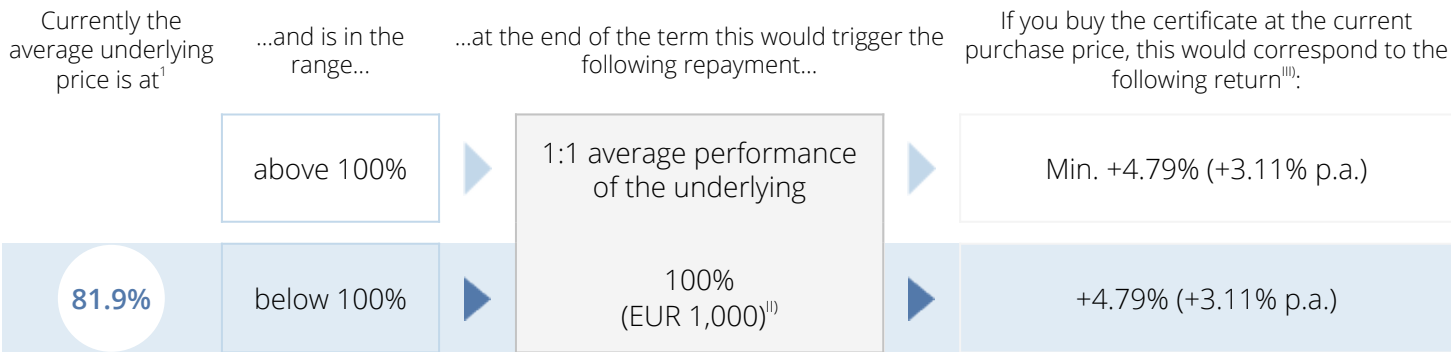 Currently the
average underlying
price is at¹
...and is in the
range...
...at the end of the term this would trigger the
following repayment...
If you buy the certificate at the current
purchase price, this would correspond to the
following return^III):
above 100%
1:1 average performance
of the underlying
Min. +4.79% (+3.11% p.a.)
81.9%
below 100%
100%
(EUR 1,000)^II)
+4.79% (+3.11% p.a.)